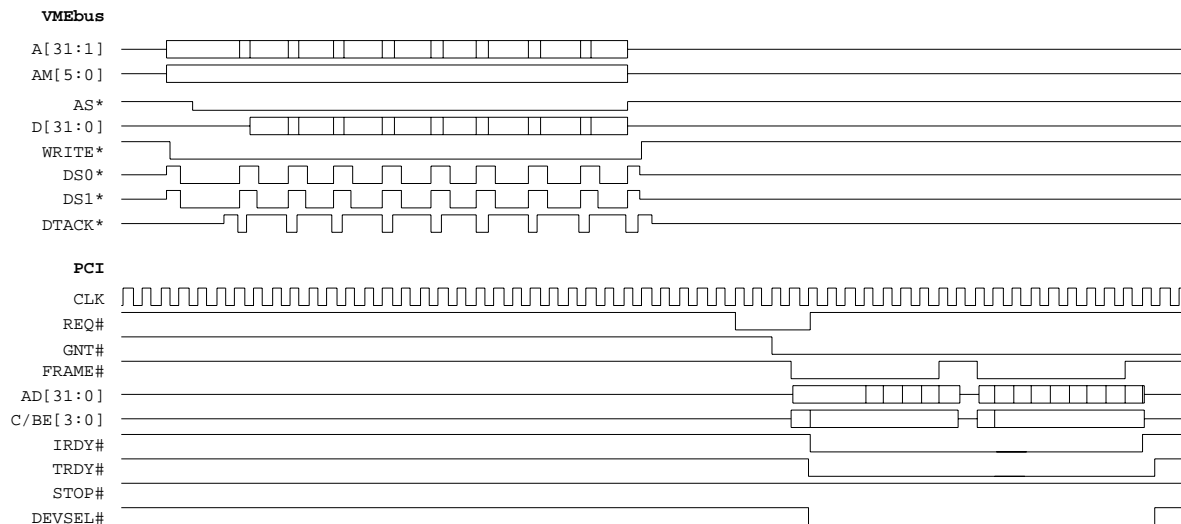 VMEbus
A[31:1]
AM[5:0]
AS*
D[31:0]
WRITE*
DS0*
DS1*
DTACK*
PCI
CLK
REQ#
GNT#
FRAME#
AD[31:0]
C/BE[3:0]
IRDY#
TRDY#
STOP#
DEVSEL#